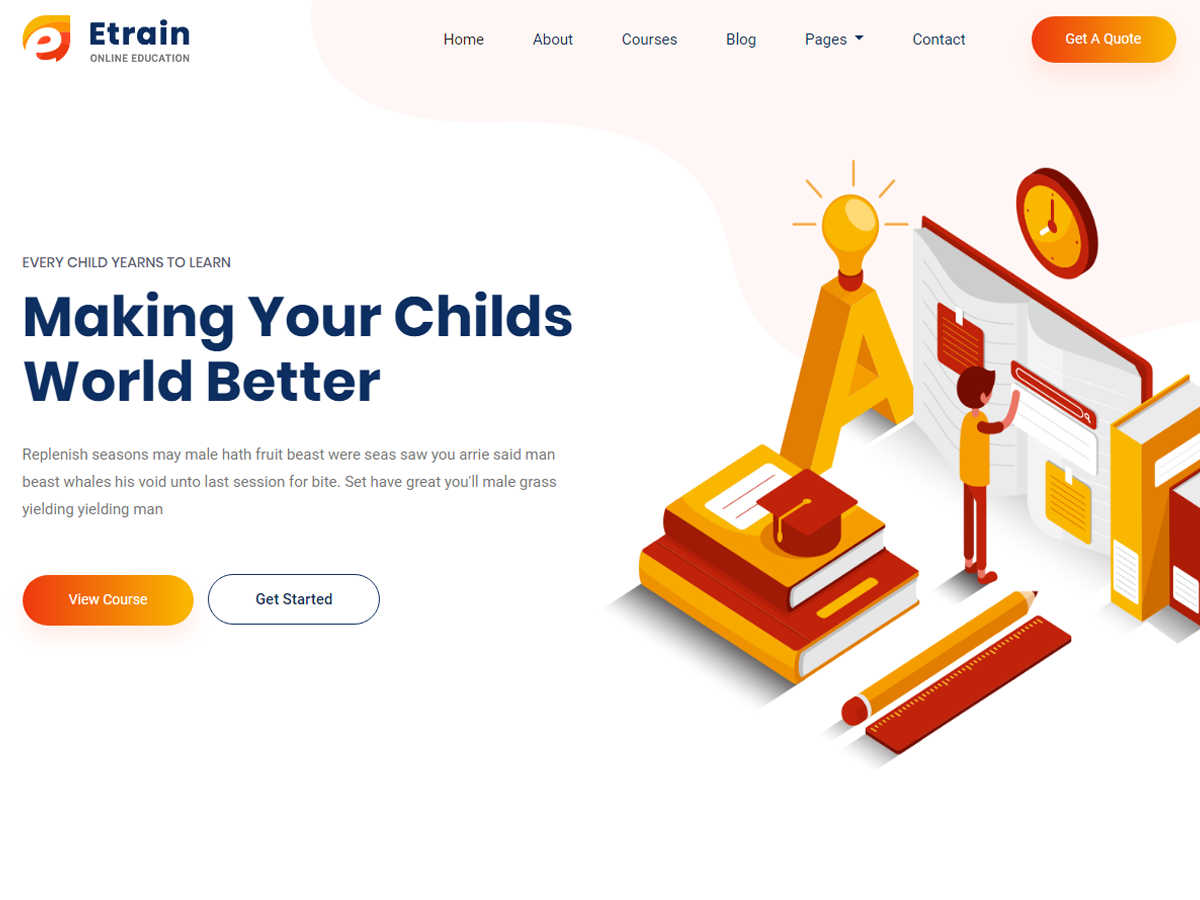 Etrain
ONLINE EDUCATION
Home About Courses Blog Pages Contact Get A Quote
EVERY CHILD YEARNS TO LEARN
Making Your Childs
World Better
Replenish seasons may male hath fruit beast were seas saw you arrie said man
beast whales his void unto last session for bite. Set have great you'll male grass
yielding yielding man
View Course Get Started